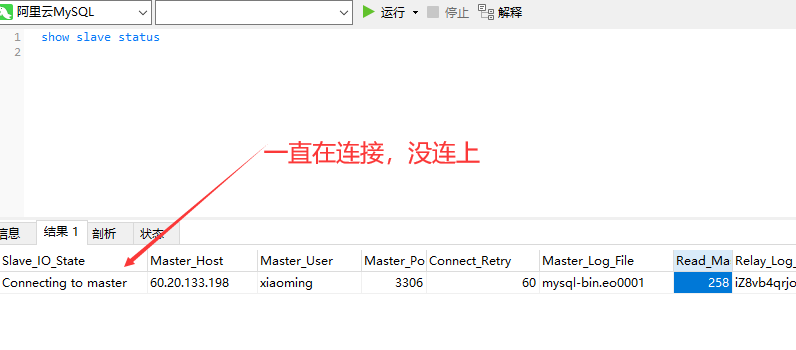 阿里云MySQL 运行 停止 解释
1 show slave status
2
一直在连接，没连上
信息 结果 1 剖析 状态
Slave_IO_State Master_Host Master_User Master_Po Connect_Retry Master_Log_File Read_Ma Relay_Log_
Connecting to master 60.20.133.198 xiaoming 3306 60 mysql-bin.eo0001 258 iZ8vb4qrjo